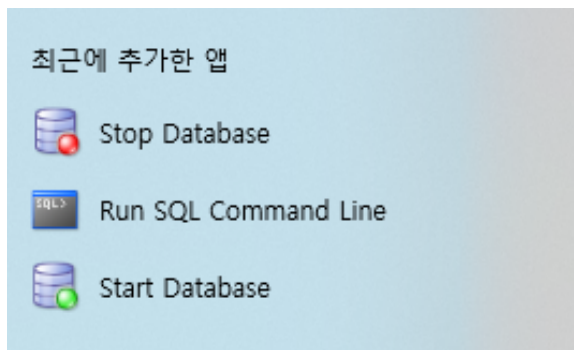 최근에 추가한 앱
Stop Database
SQL>
Run SQL Command Line
Start Database